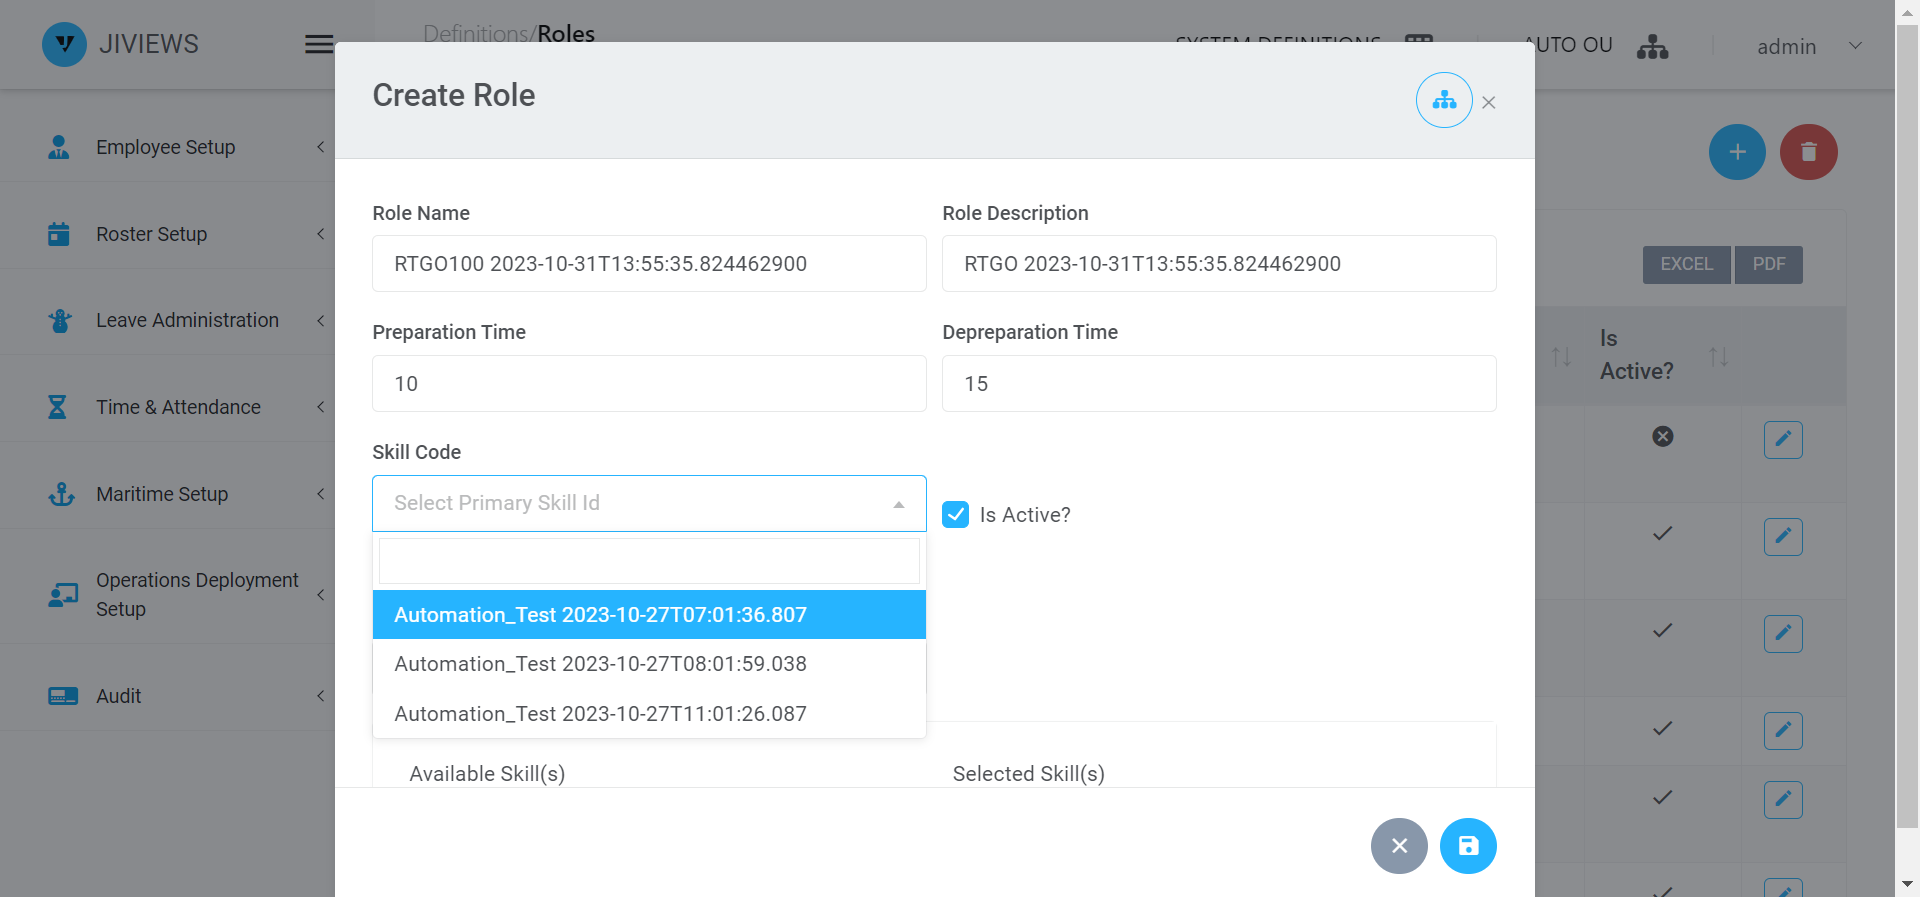 JIVIEWS
Definitions/Roles
SYSTEM DEFINITIONS
AUTO OU
admin
Employee Setup
Roster Setup
Leave Administration
Time & Attendance
Maritime Setup
Operations Deployment
Setup
Audit
Create Role
Role Name
Role Description
RTGO100 2023-10-31T13:55:35.824462900
RTGO 2023-10-31T13:55:35.824462900
Preparation Time
Depreparation Time
10
15
Skill Code
Select Primary Skill Id
Is Active?
Automation_Test 2023-10-27T07:01:36.807
Automation_Test 2023-10-27T08:01:59.038
Automation_Test 2023-10-27T11:01:26.087
Available Skill(s)
Selected Skill(s)
EXCEL
PDF
Is
Active?